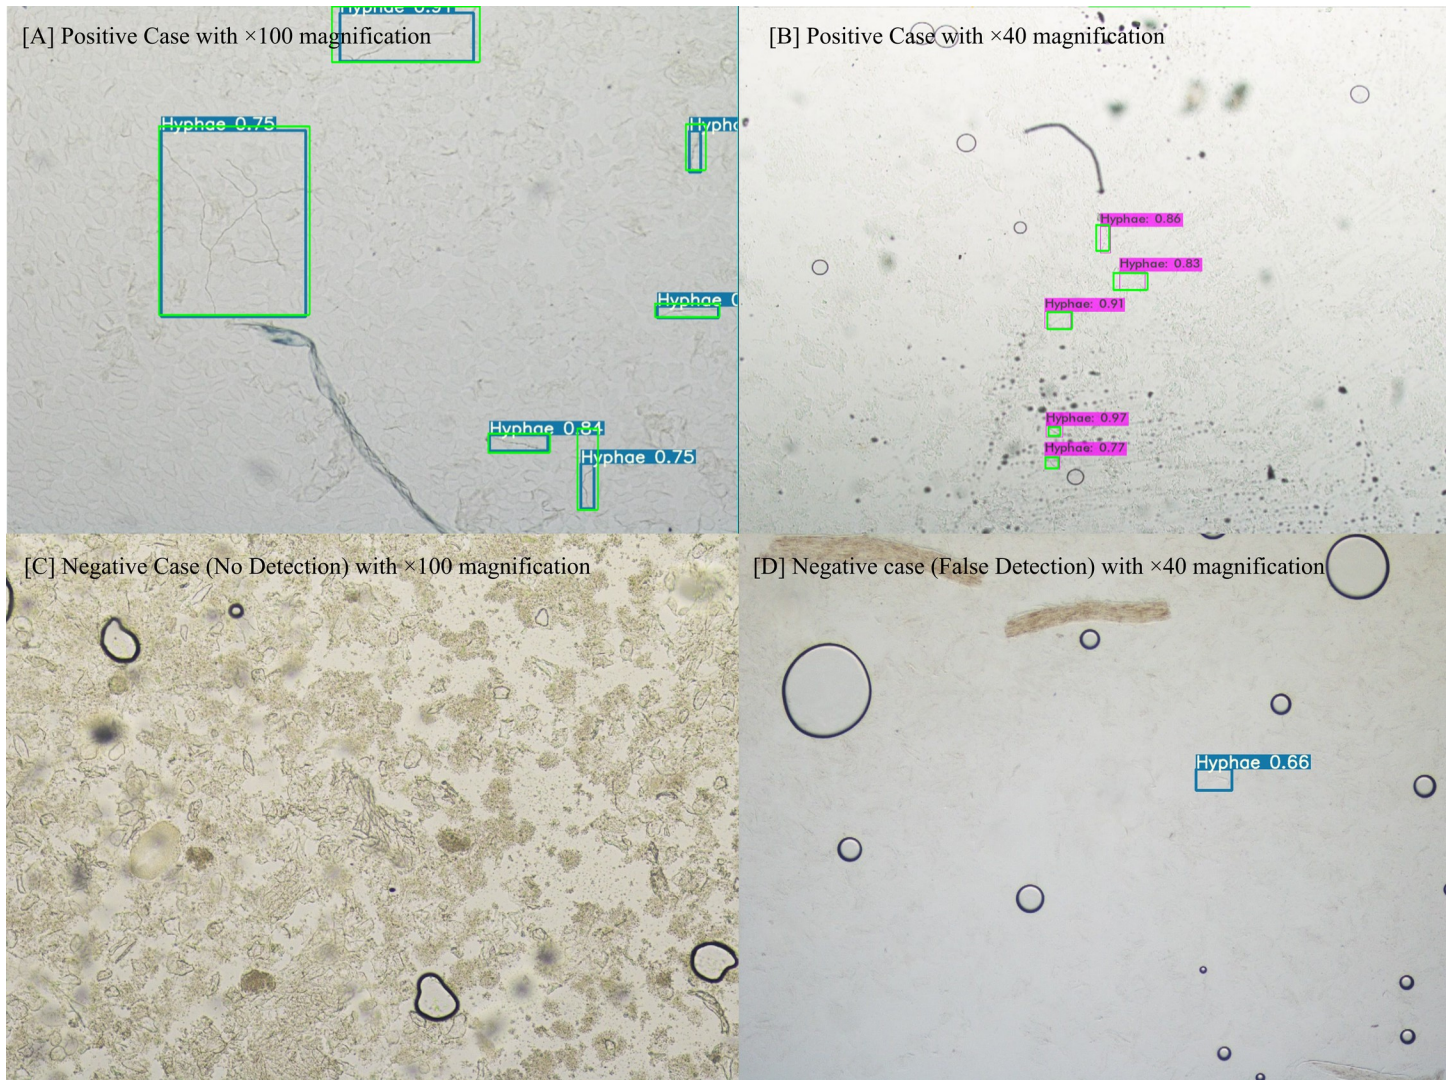 [A] Positive Case with ×100 magnification
Hyphae 0.75
Hyphae 0.84
Hyphae 0.75
[B] Positive Case with ×40 magnification
Hyphae: 0.86
Hyphae: 0.83
Hyphae: 0.91
Hyphae: 0.97
Hyphae: 0.77
[C] Negative Case (No Detection) with ×100 magnification
[D] Negative case (False Detection) with ×40 magnification
Hyphae 0.66